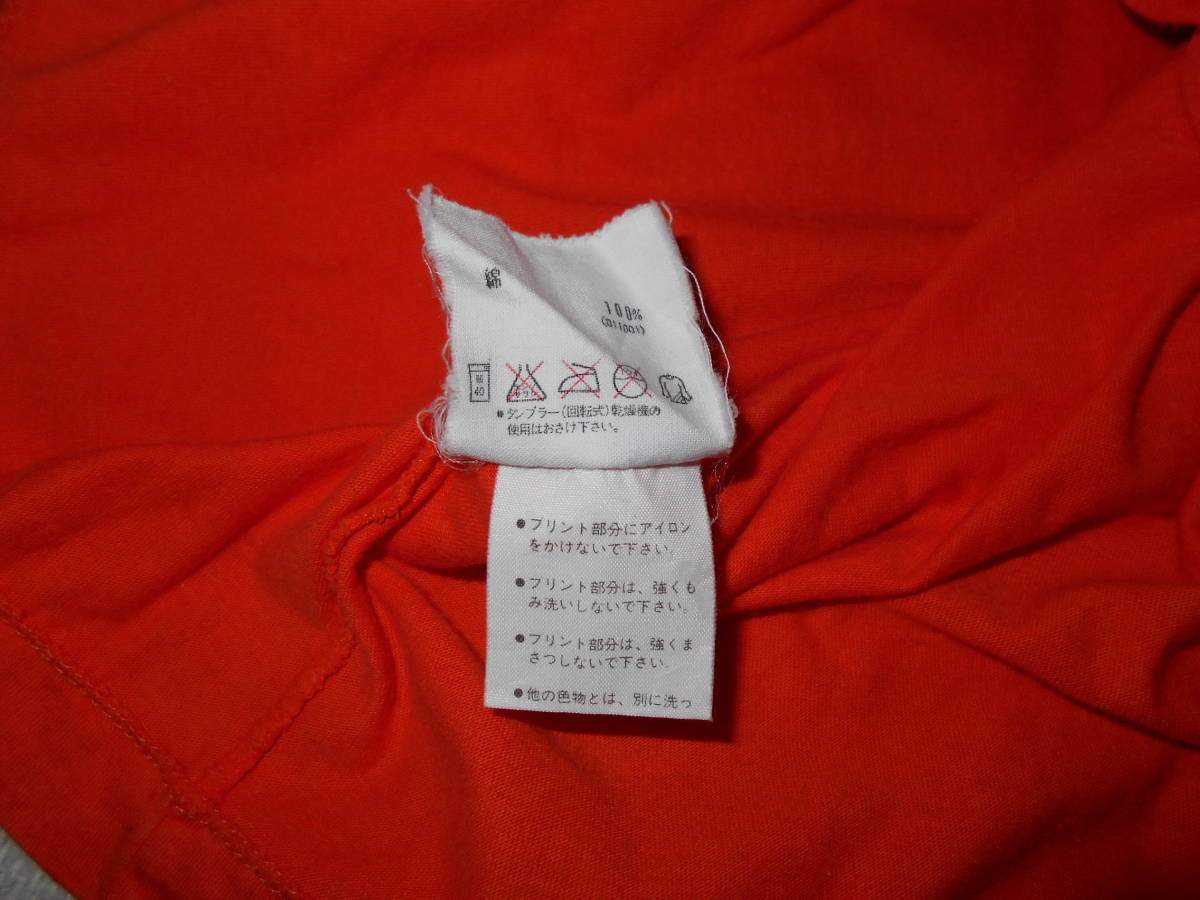 綿
100%
(011001)
40
●タンブラー(回転式)乾燥機の
使用はおさけ下さい。
●プリント部分にアイロン
をかけないで下さい。
●プリント部分は、強くも
み洗いしないで下さい。
●プリント部分は、強くま
さつしないで下さい。
●他の色物とは、別に洗っ